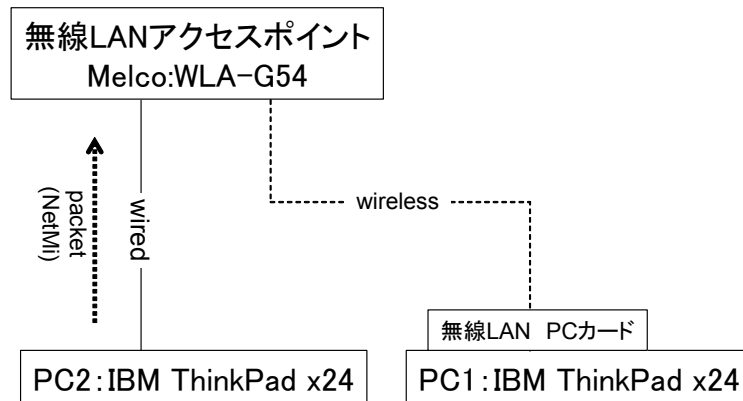 無線LANアクセスポイント
Melco:WLA-G54
packet
(NetMi)
wired
wireless
無線LAN　PCカード
PC2:IBM ThinkPad x24
PC1:IBM ThinkPad x24